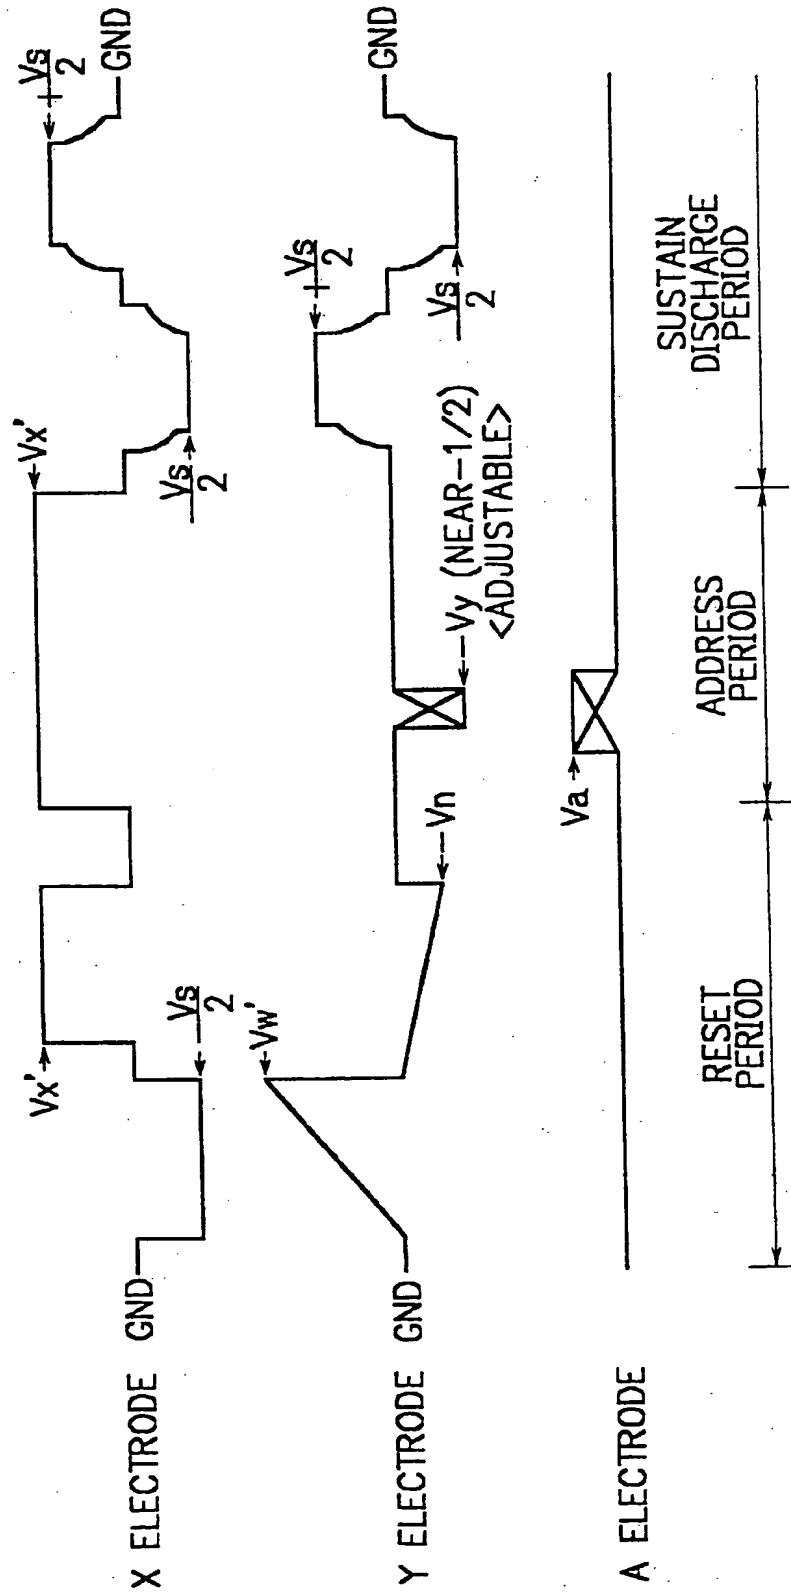 X ELECTRODE GND
Vx'
Vs/2
Vx'
Vs/2
+Vs/2
GND
Y ELECTRODE GND
Vw'
Vn
Vy (NEAR-1/2)
<ADJUSTABLE>
+Vs/2
Vs/2
GND
A ELECTRODE
Va
RESET
PERIOD
ADDRESS
PERIOD
SUSTAIN
DISCHARGE
PERIOD